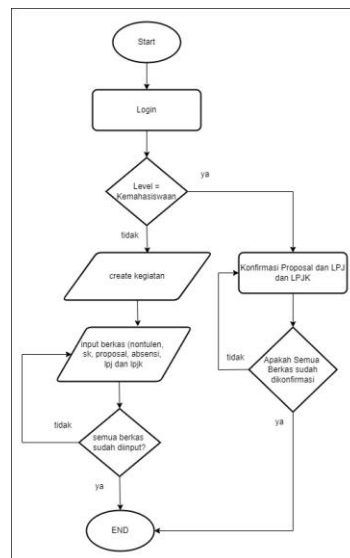 Start
Login
Level =
Kemahasiswaan
ya
tidak
create kegiatan
Konfirmasi Proposal dan LPJ
dan LPJK
input berkas (nontulen,
sk, proposal, absensi,
lpj dan lpjk)
tidak
Apakah Semua
Berkas sudah
dikonfirmasi
tidak
semua berkas
sudah diinput?
ya
ya
END